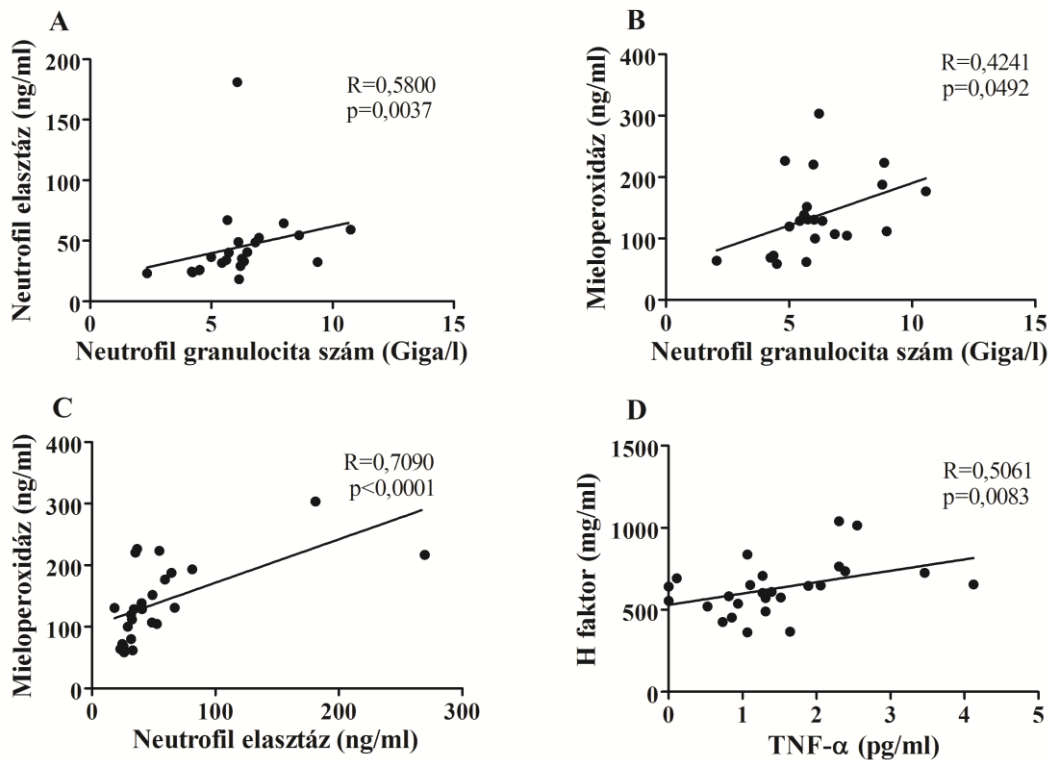 A
Neutrofil elasztáz (ng/ml)
200
150
100
50
0
R=0,5800
p=0,0037
0 5 10 15
Neutrofil granulocita szám (Giga/l)
B
Mieloperoxidáz (ng/ml)
400
300
200
100
0
R=0,4241
p=0,0492
0 5 10 15
Neutrofil granulocita szám (Giga/l)
C
Mieloperoxidáz (ng/ml)
400
300
200
100
0
R=0,7090
p<0,0001
0 100 200 300
Neutrofil elasztáz (ng/ml)
D
H faktor (mg/ml)
1500
1000
500
0
R=0,5061
p=0,0083
0 1 2 3 4 5
TNF-α (pg/ml)